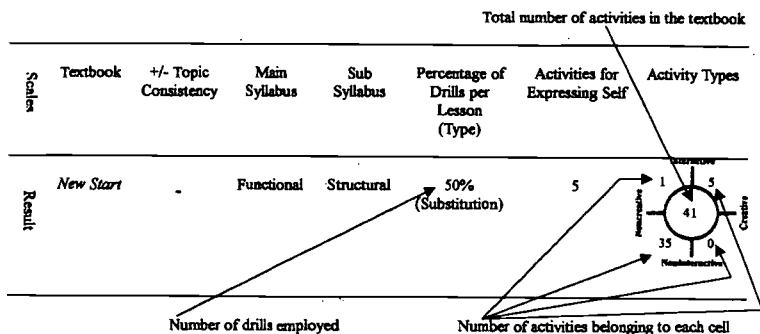 Total number of activities in the textbook
Scales
Textbook
+/- Topic
Consistency
Main
Syllabus
Sub
Syllabus
Percentage of
Drills per
Lesson
(Type)
Activities for
Expressing Self
Activity Types
Result
New Start
-
Functional
Structural
50%
(Substitution)
5
Interactive
1
5
Noncreative
41
Creative
35
0
Noninteractive
Number of drills employed
Number of activities belonging to each cell